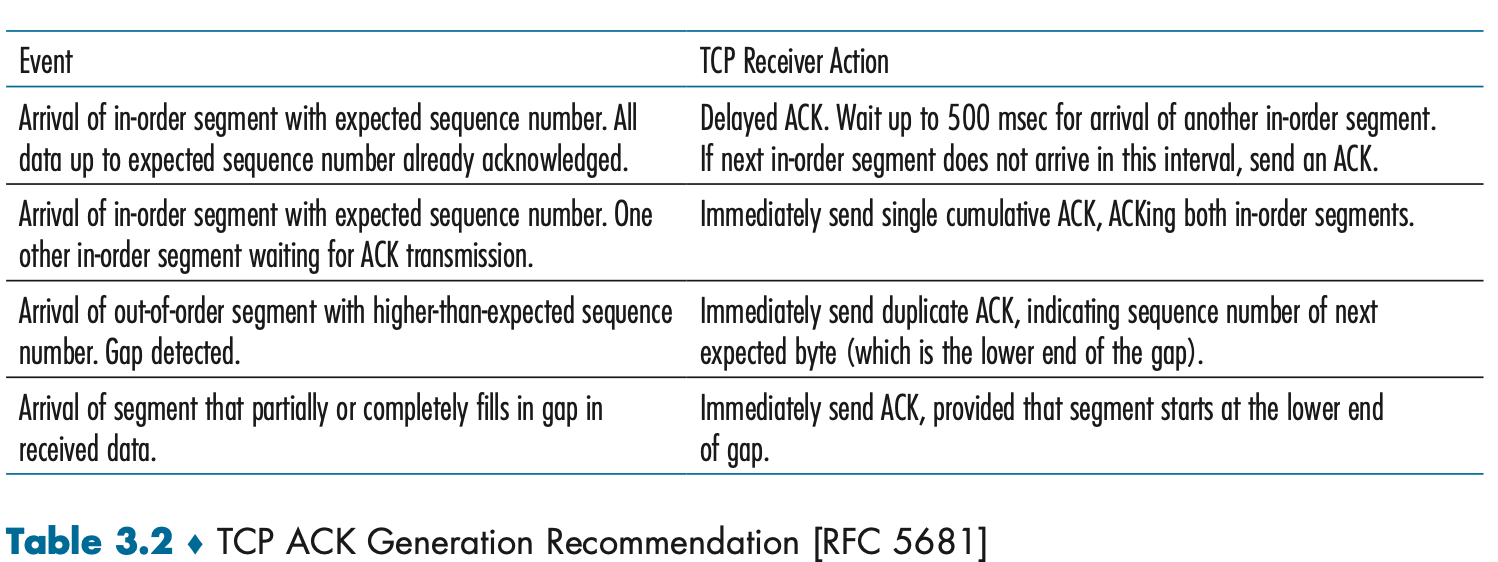 Event
TCP Receiver Action
Arrival of in-order segment with expected sequence number. All
data up to expected sequence number already acknowledged.
Delayed ACK. Wait up to 500 msec for arrival of another in-order segment.
If next in-order segment does not arrive in this interval, send an ACK.
Arrival of in-order segment with expected sequence number. One
other in-order segment waiting for ACK transmission.
Immediately send single cumulative ACK, ACKing both in-order segments.
Arrival of out-of-order segment with higher-than-expected sequence
number. Gap detected.
Immediately send duplicate ACK, indicating sequence number of next
expected byte (which is the lower end of the gap).
Arrival of segment that partially or completely fills in gap in
received data.
Immediately send ACK, provided that segment starts at the lower end
of gap.
Table 3.2 ♦ TCP ACK Generation Recommendation [RFC 5681]